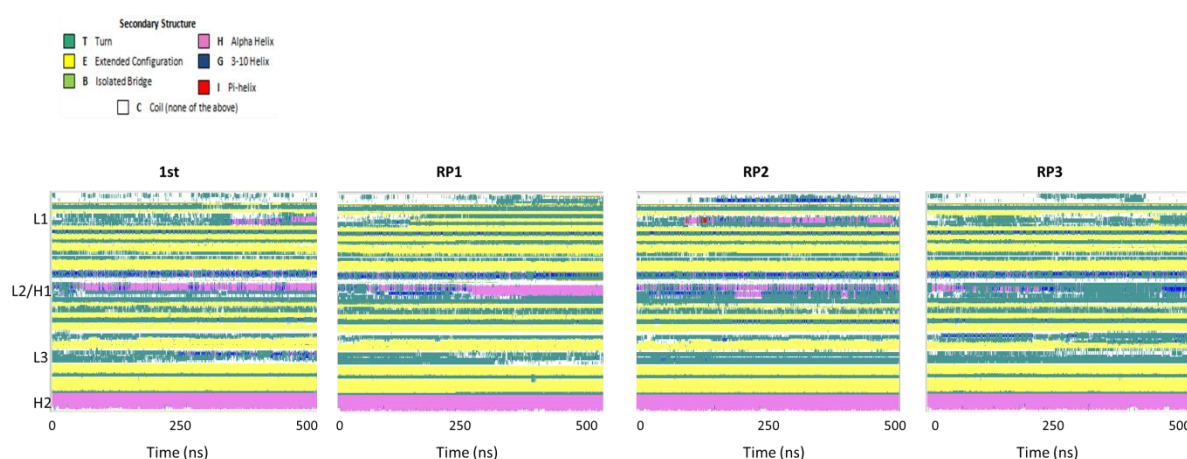 Secondary Structure
T Turn H Alpha Helix
E Extended Configuration G 3-10 Helix
B Isolated Bridge I Pi-helix
C Coil (none of the above)
1st RP1 RP2 RP3
L1
L2/H1
L3
H2
0 250 500 0 250 500 0 250 500 0 250 500
Time (ns) Time (ns) Time (ns) Time (ns)